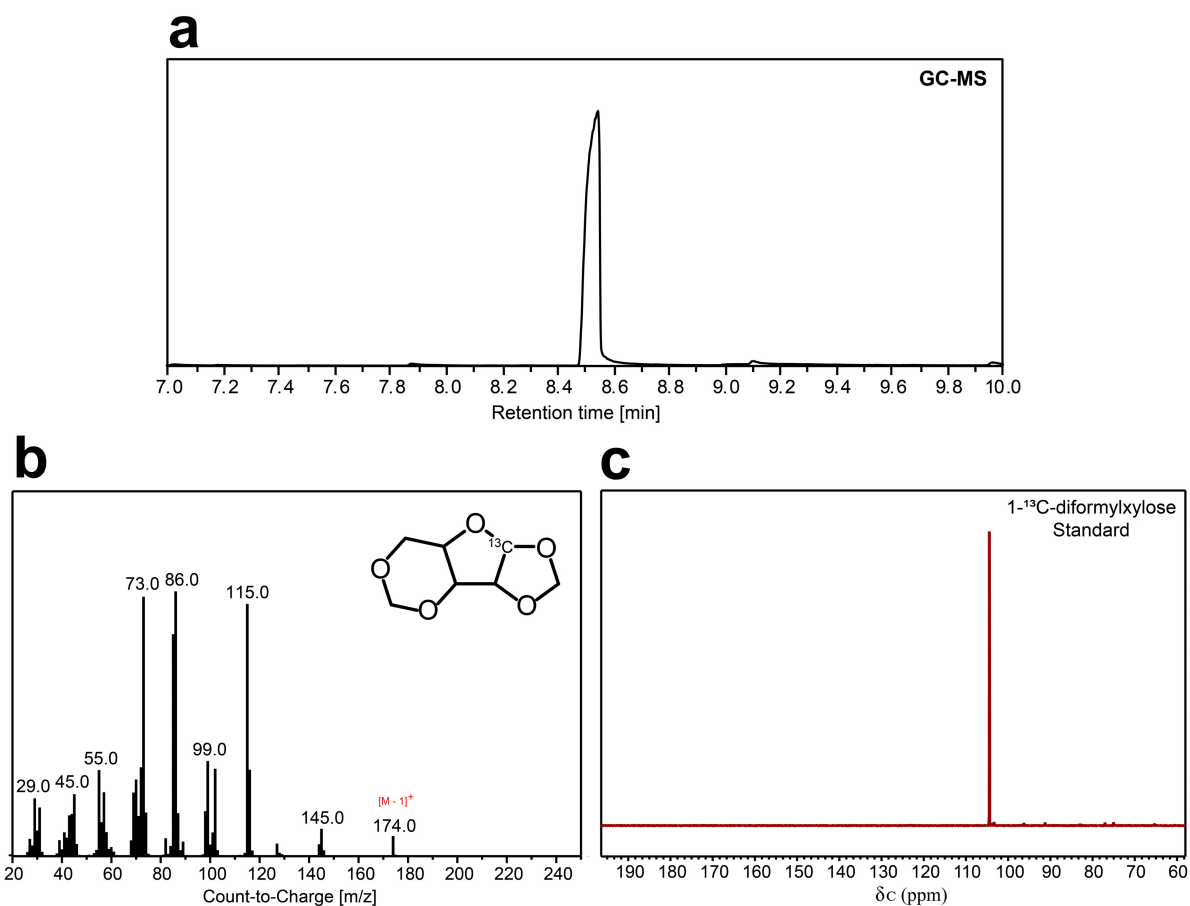 a
GC-MS
7.0 7.2 7.4 7.6 7.8 8.0 8.2 8.4 8.6 8.8 9.0 9.2 9.4 9.6 9.8 10.0
Retention time [min]
b
29.0 45.0 55.0 73.0 86.0 99.0 115.0 145.0 174.0
[M - 1]⁺
O ¹³C O O O O
20 40 60 80 100 120 140 160 180 200 220 240
Count-to-Charge [m/z]
c
1-¹³C-diformylxylose
Standard
190 180 170 160 150 140 130 120 110 100 90 80 70 60
δc (ppm)